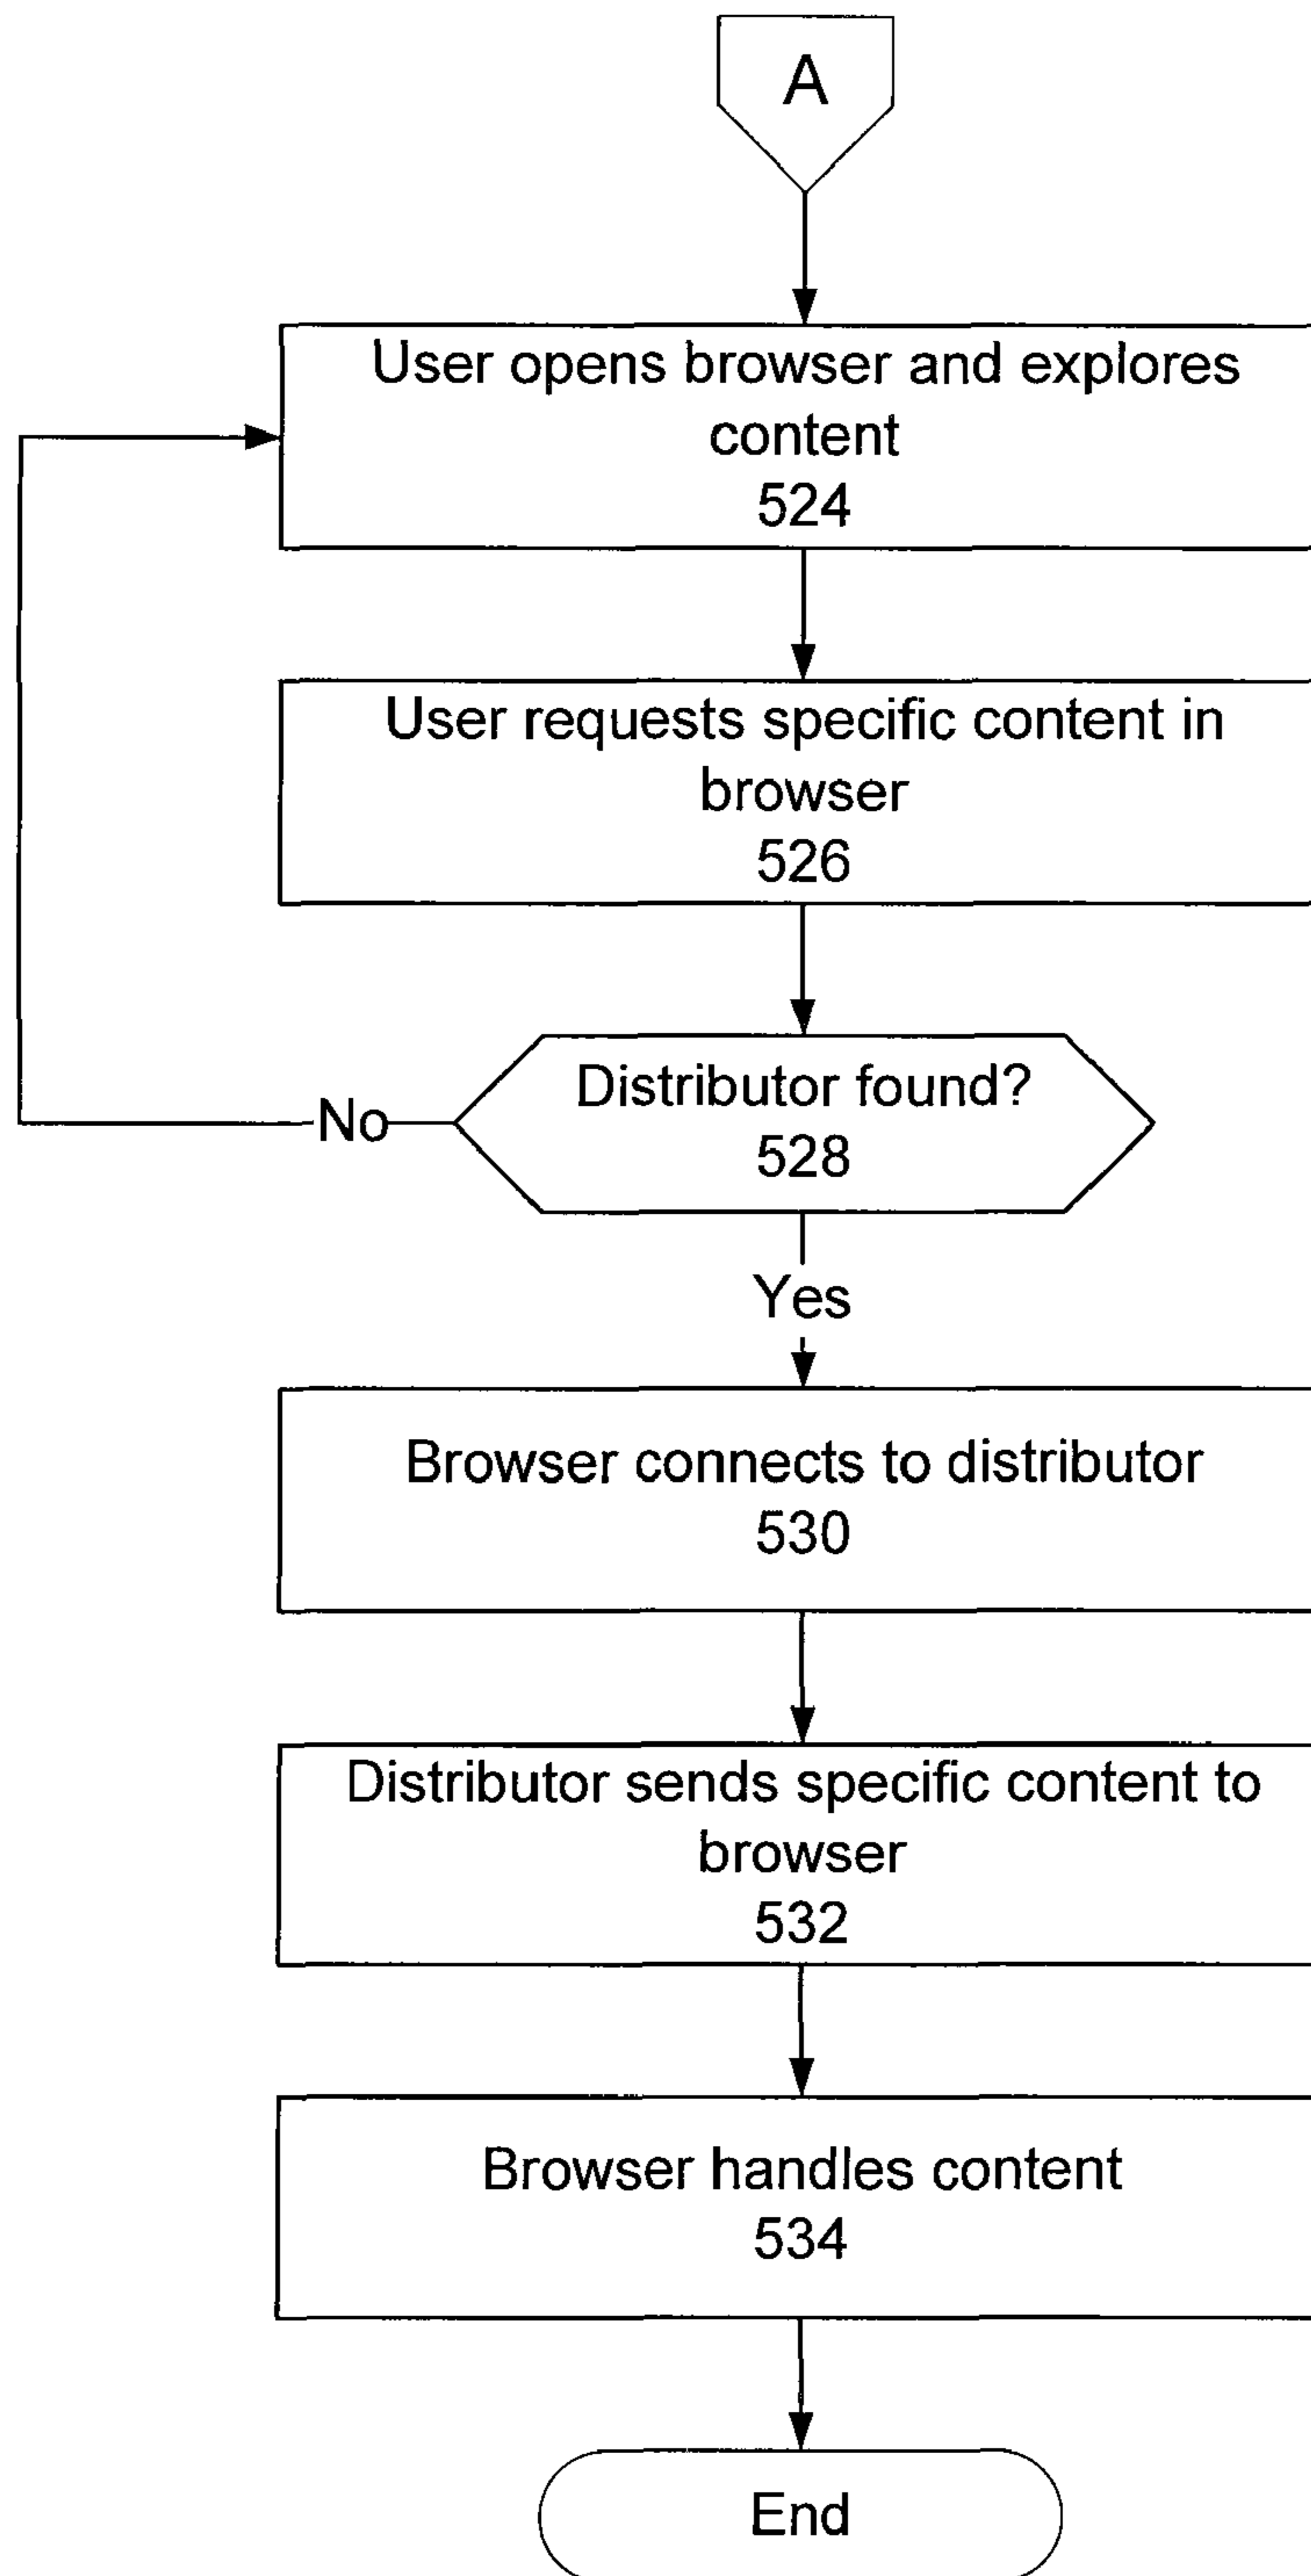 A
User opens browser and explores
content
524
User requests specific content in
browser
526
Distributor found?
528
No
Yes
Browser connects to distributor
530
Distributor sends specific content to
browser
532
Browser handles content
534
End